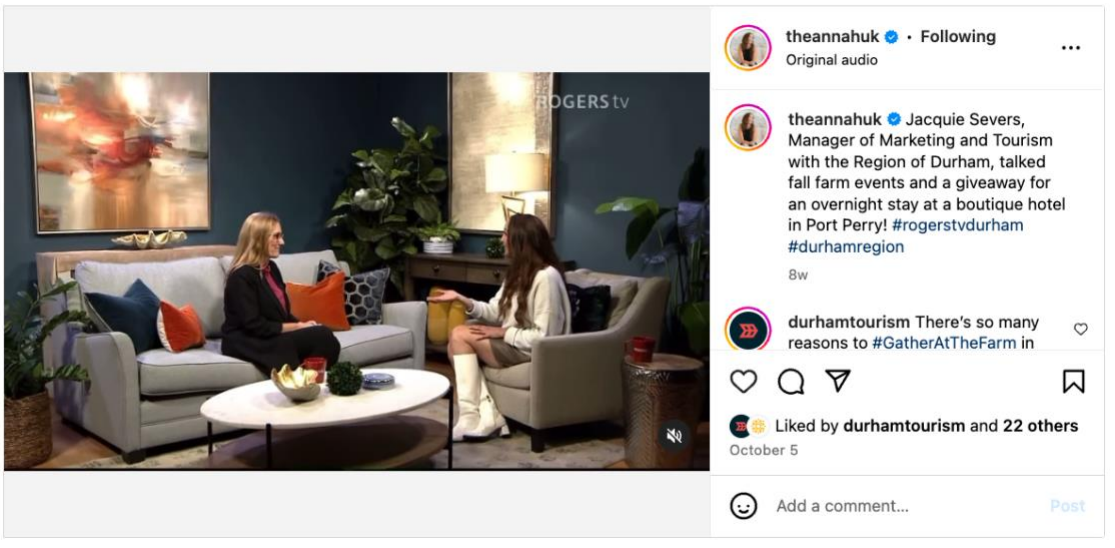 ROGERS tv
theannahuk • Following
Original audio
theannahuk Jacquie Severs,
Manager of Marketing and Tourism
with the Region of Durham, talked
fall farm events and a giveaway for
an overnight stay at a boutique hotel
in Port Perry! #rogerstvdurham
#durhamregion
8w
durhamtourism There's so many
reasons to #GatherAtTheFarm in
Liked by durhamtourism and 22 others
October 5
Add a comment...
Post